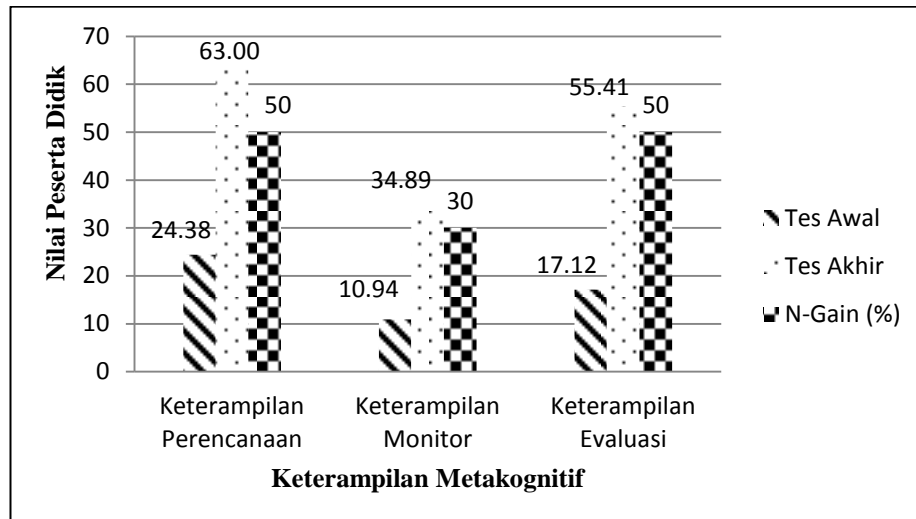 70
60
50
40
30
20
10
0
Nilai Peserta Didik
24.38
63.00
50
10.94
34.89
30
17.12
55.41
50
Keterampilan
Perencanaan
Keterampilan
Monitor
Keterampilan
Evaluasi
Keterampilan Metakognitif
Tes Awal
Tes Akhir
N-Gain (%)